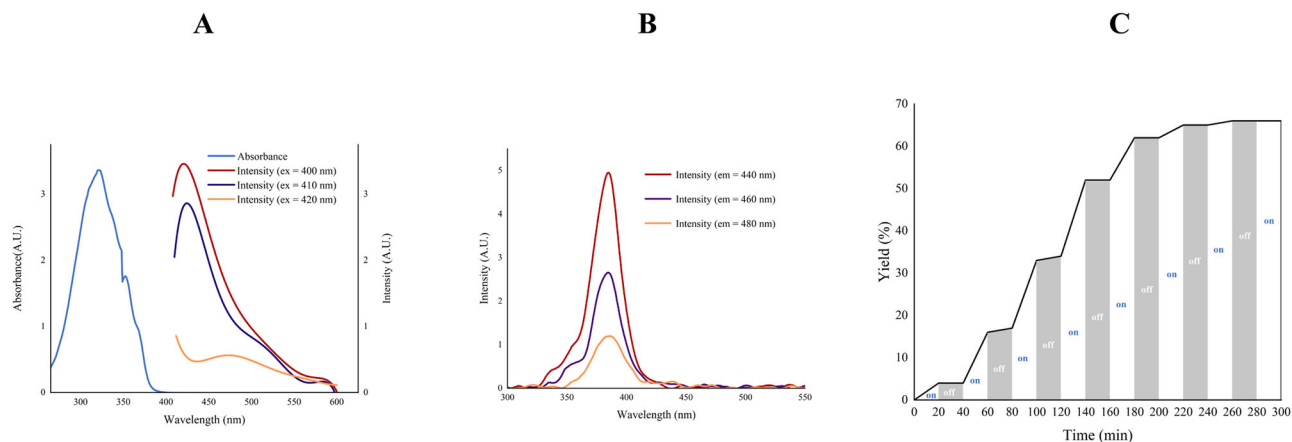 A
B
C
Absorbance
Intensity (ex = 400 nm)
Intensity (ex = 410 nm)
Intensity (ex = 420 nm)
3
2
1
0
Absorbance(A.U.)
300 350 400 450 500 550 600
Wavelength (nm)
3
2
1
0
Intensity (A.U.)
Intensity (em = 440 nm)
Intensity (em = 460 nm)
Intensity (em = 480 nm)
5
4
3
2
1
0
Intensity (A.U.)
300 350 400 450 500 550
Wavelength (nm)
70
60
50
40
30
20
10
0
Yield (%)
on off on off on off on off on off on off on off on
0 20 40 60 80 100 120 140 160 180 200 220 240 260 280 300
Time (min)